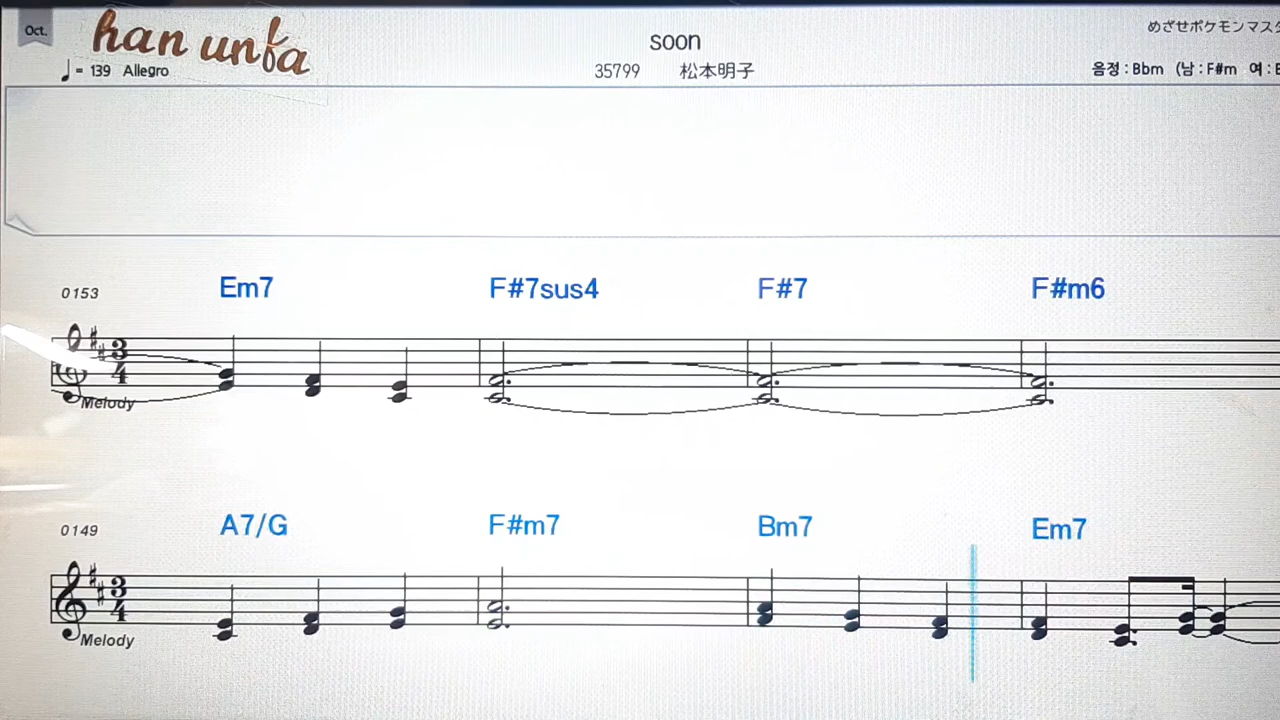 Oct.
han unfa
soon
めざせポケモンマスタ
= 139 Allegro
35799 松本明子
음정 : Bbm (남 : F#m 여 : E
0153
Em7 F#7sus4 F#7 F#m6
3
4
Melody
0149
A7/G F#m7 Bm7 Em7
3
4
Melody